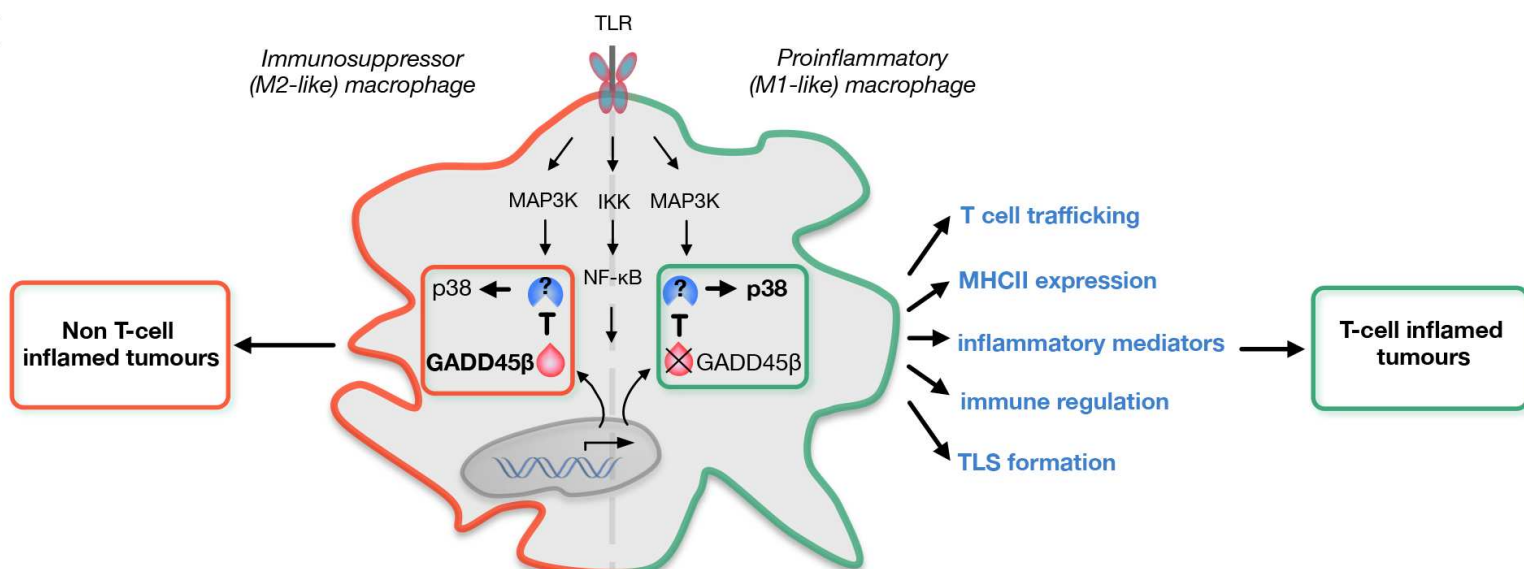 TLR
Immunosuppressor
(M2-like) macrophage
Proinflammatory
(M1-like) macrophage
MAP3K
IKK
MAP3K
NF-κB
p38
?
GADD45β
?
p38
GADD45β
Non T-cell
inflamed tumours
T cell trafficking
MHCII expression
inflammatory mediators
immune regulation
TLS formation
T-cell inflamed
tumours